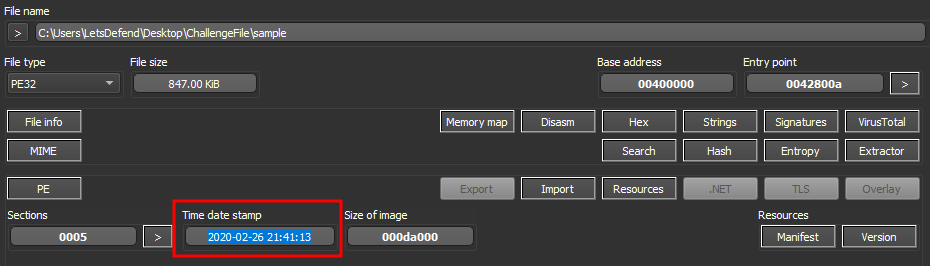 File name
> C:\Users\LetsDefend\Desktop\ChallengeFile\sample
File type File size Base address Entry point
PE32 847.00 KiB 00400000 0042800a >
File info Memory map Disasm Hex Strings Signatures VirusTotal
MIME Search Hash Entropy Extractor
PE Export Import Resources .NET TLS Overlay
Sections Time date stamp Size of image Resources
0005 > 2020-02-26 21:41:13 000da000 Manifest Version